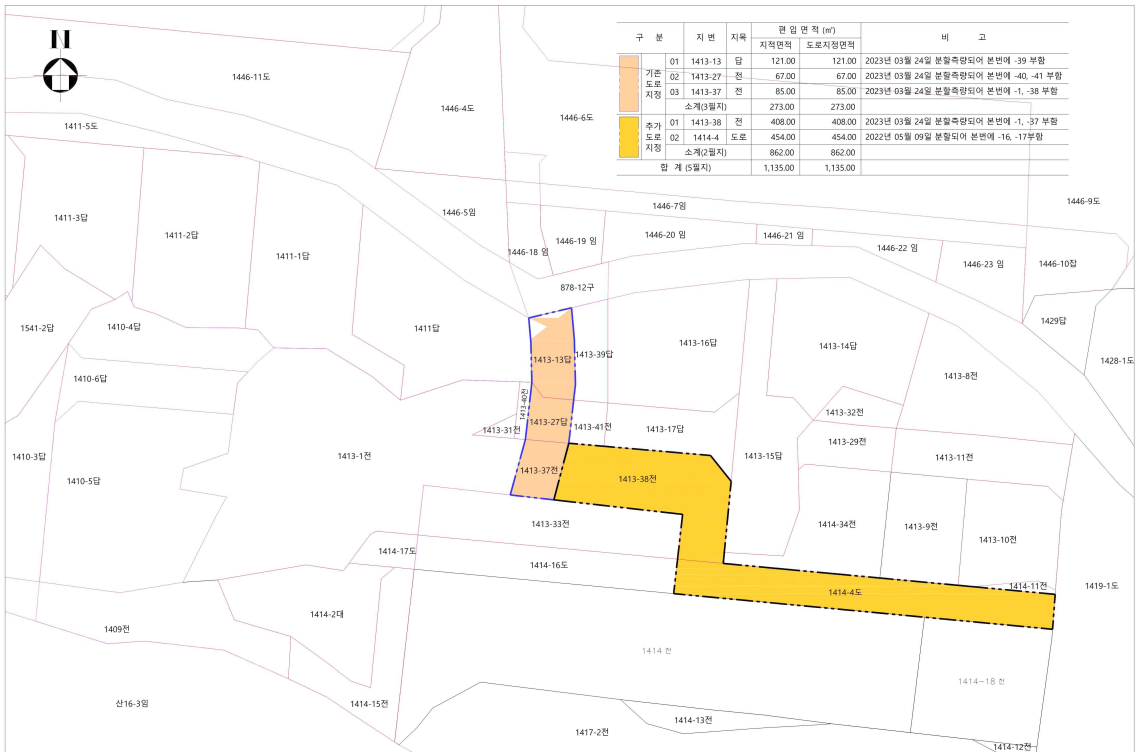 N
구 분 지 번 지목 편 입 면 적 (㎡) 비 고
지적면적 도로지정면적
기존 도로 지정 01 1413-13 답 121.00 121.00 2023년 03월 24일 분할측량되어 본번에 -39 부함
02 1413-27 전 67.00 67.00 2023년 03월 24일 분할측량되어 본번에 -40, -41 부함
03 1413-37 전 85.00 85.00 2023년 03월 24일 분할측량되어 본번에 -1, -38 부함
소계(3필지) 273.00 273.00
추가 도로 지정 01 1413-38 전 408.00 408.00 2023년 03월 24일 분할측량되어 본번에 -1, -37 부함
02 1414-4 도로 454.00 454.00 2022년 05월 09일 분할되어 본번에 -16, -17부함
소계(2필지) 862.00 862.00
합 계 (5필지) 1,135.00 1,135.00
1446-11도
1446-4도
1446-6도
1411-5도
1446-9도
1446-7임
1446-5임
1411-3답
1411-2답
1446-20 임
1446-21 임
1446-19 임
1446-22 임
1446-18 임
1411-1답
1446-23 임
1446-10잡
878-12구
1429답
1541-2답
1410-4답
1411답
1413-16답
1413-14답
1413-13답
1413-39답
1428-1도
1410-6답
1413-8전
1413-40전
1413-32전
1413-27답
1413-31전
1413-41전
1413-17답
1413-29전
1410-3답
1413-1전
1413-15답
1413-11전
1413-37전
1410-5답
1413-38전
1413-33전
1414-34전
1413-9전
1413-10전
1414-17도
1414-16도
1414-11전
1419-1도
1414-4도
1414-2대
1409전
1414 전
1414-18 전
산16-3임
1414-15전
1414-13전
1417-2전
1414-12전